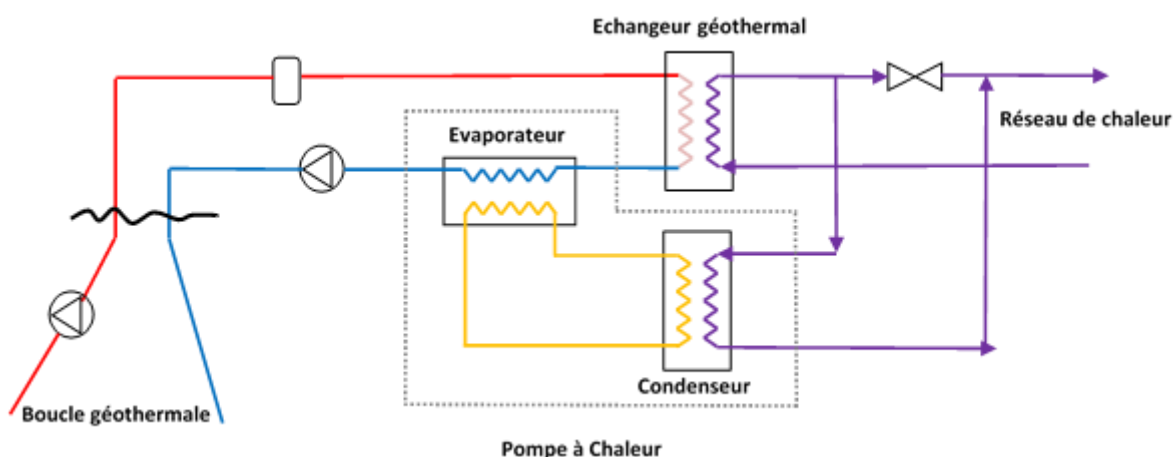 Echangeur géothermal
Evaporateur
Réseau de chaleur
Condenseur
Boucle géothermale
Pompe à Chaleur